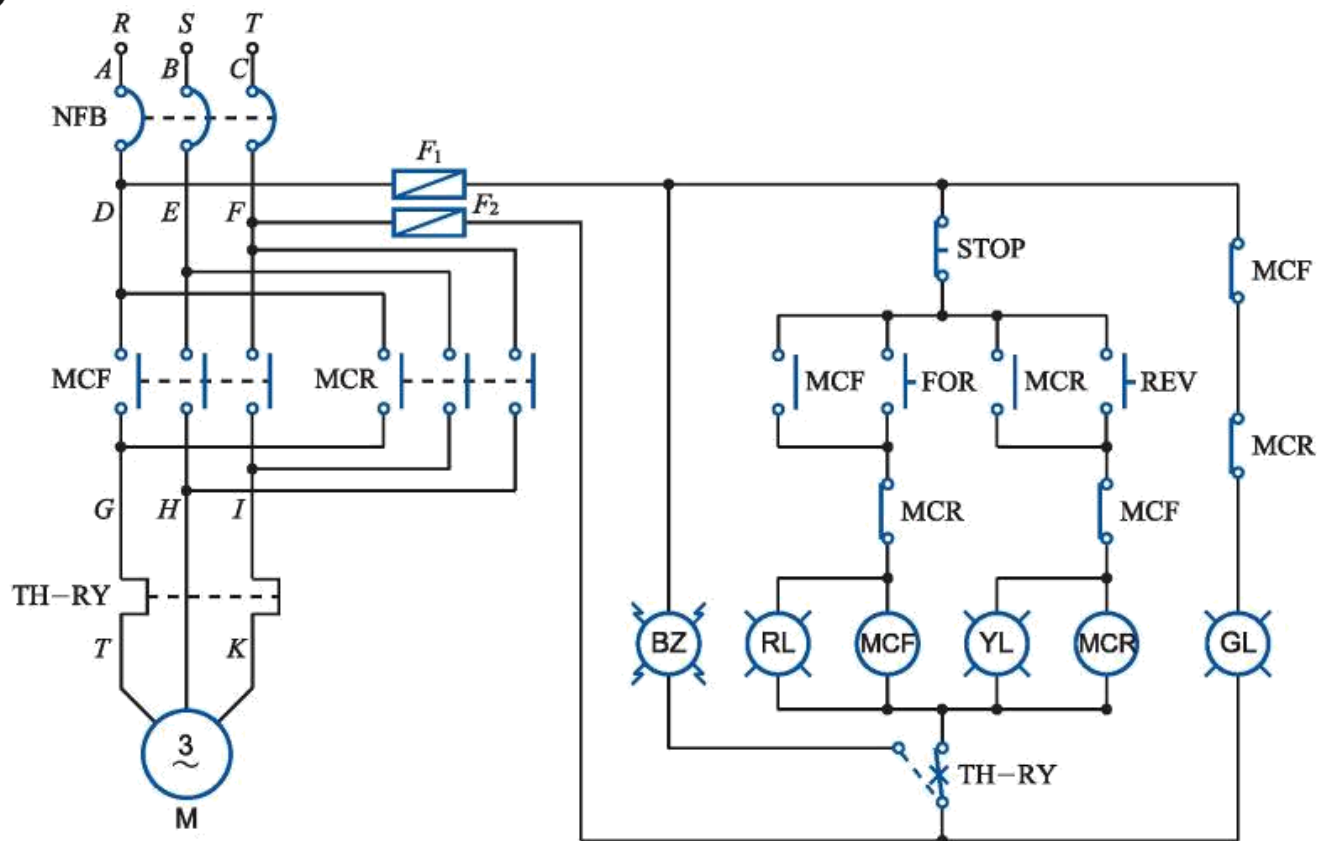 R S T
A B C
NFB
F1
D E F F2
STOP
MCF
MCF MCR MCF FOR MCR REV
MCR
G H I MCR MCF
TH−RY
T K BZ RL MCF YL MCR GL
3
~
TH−RY
M